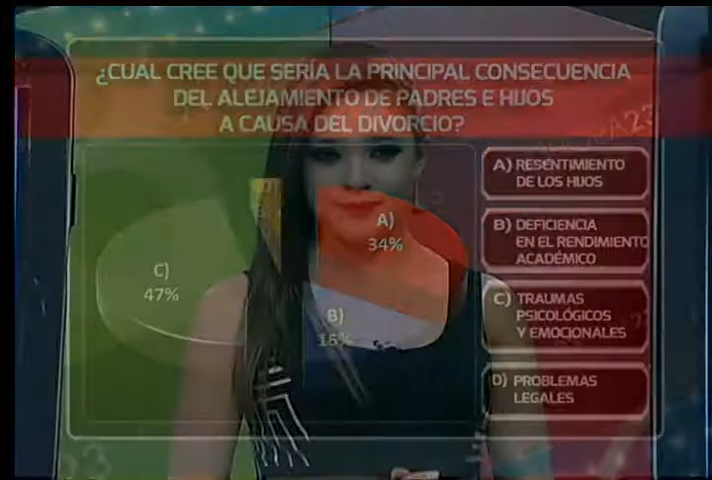 ¿CUAL CREE QUE SERÍA LA PRINCIPAL CONSECUENCIA
DEL ALEJAMIENTO DE PADRES E HIJOS
A CAUSA DEL DIVORCIO?
A) RESENTIMIENTO
DE LOS HIJOS
B) DEFICIENCIA
EN EL RENDIMIENTO
ACADÉMICO
C) TRAUMAS
PSICOLÓGICOS
Y EMOCIONALES
D) PROBLEMAS
LEGALES
A)
34%
C)
47%
B)